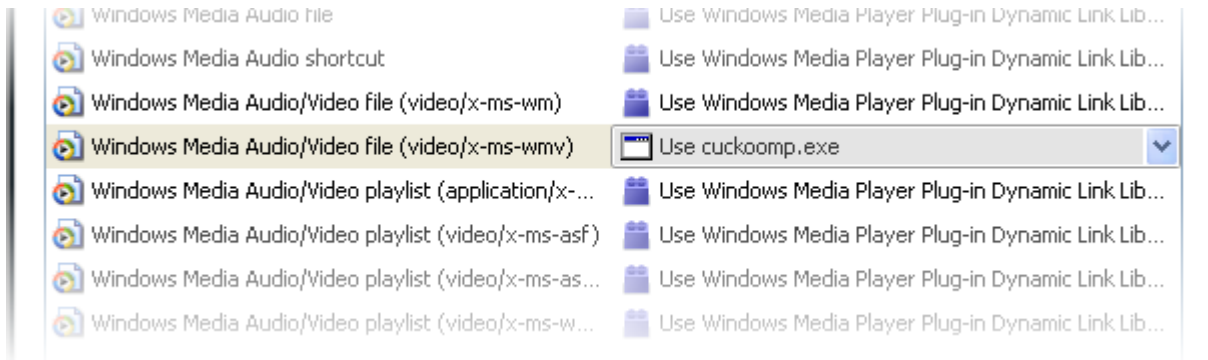 Windows Media Audio file Use Windows Media Player Plug-in Dynamic Link Lib...
Windows Media Audio shortcut Use Windows Media Player Plug-in Dynamic Link Lib...
Windows Media Audio/Video file (video/x-ms-wm) Use Windows Media Player Plug-in Dynamic Link Lib...
Windows Media Audio/Video file (video/x-ms-wmv) Use cuckoomp.exe
Windows Media Audio/Video playlist (application/x-... Use Windows Media Player Plug-in Dynamic Link Lib...
Windows Media Audio/Video playlist (video/x-ms-asf) Use Windows Media Player Plug-in Dynamic Link Lib...
Windows Media Audio/Video playlist (video/x-ms-as... Use Windows Media Player Plug-in Dynamic Link Lib...
Windows Media Audio/Video playlist (video/x-ms-w... Use Windows Media Player Plug-in Dynamic Link Lib...